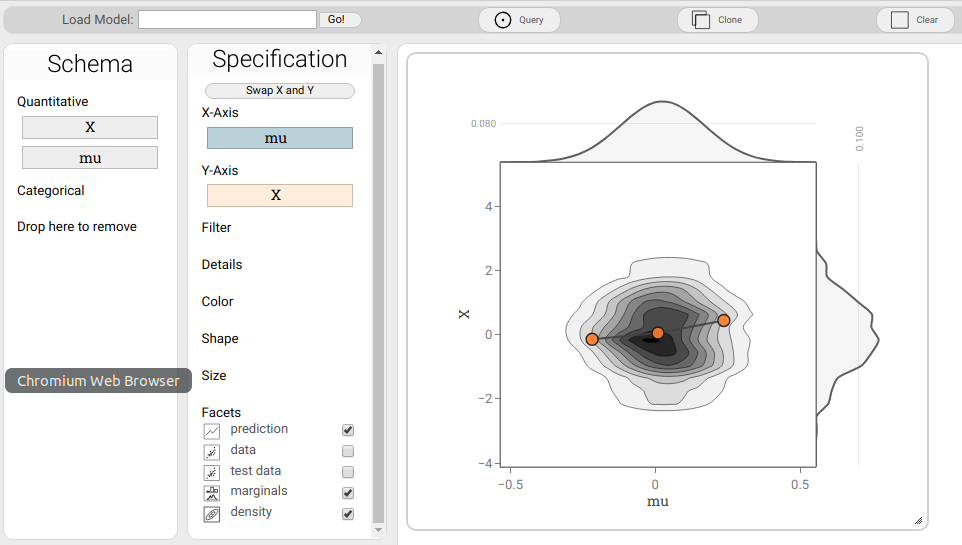 Load Model: Go! Query Clone Clear
Schema
Quantitative
X
mu
Categorical
Drop here to remove
Chromium Web Browser
Specification
Swap X and Y
X-Axis
mu
Y-Axis
X
Filter
Details
Color
Shape
Size
Facets
prediction
data
test data
marginals
density
0.080
0.100
4
2
0
−2
−4
X
−0.5 0 0.5
mu